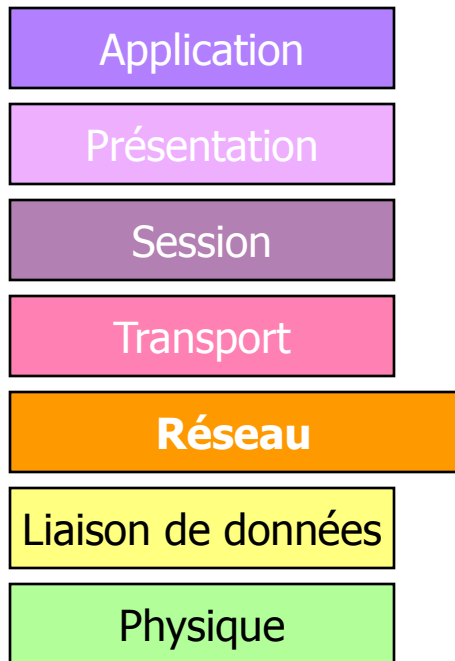 Application
Présentation
Session
Transport
Réseau
Liaison de données
Physique